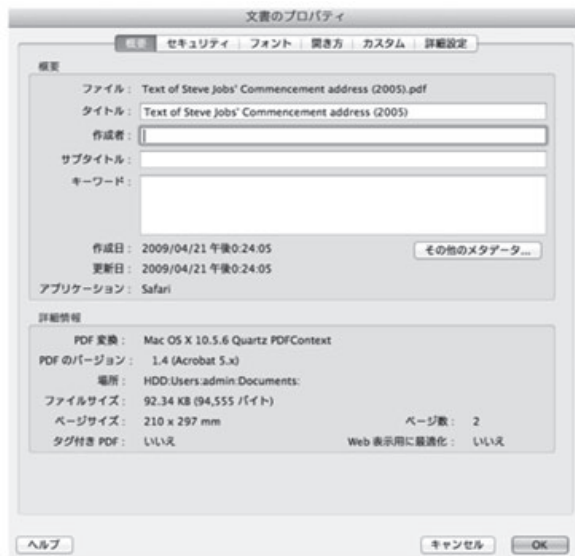 文書のプロパティ
概要 セキュリティ フォント 開き方 カスタム 詳細設定
概要
ファイル： Text of Steve Jobs' Commencement address (2005).pdf
タイトル： Text of Steve Jobs' Commencement address (2005)
作成者：
サブタイトル：
キーワード：
作成日： 2009/04/21 午後0:24:05 その他のメタデータ...
更新日： 2009/04/21 午後0:24:05
アプリケーション： Safari
詳細情報
PDF 変換： Mac OS X 10.5.6 Quartz PDFContext
PDF のバージョン： 1.4 (Acrobat 5.x)
場所： HDD:Users:admin:Documents:
ファイルサイズ： 92.34 KB (94,555 バイト)
ページサイズ： 210 x 297 mm ページ数： 2
タグ付き PDF： いいえ Web 表示用に最適化： いいえ
ヘルプ キャンセル OK